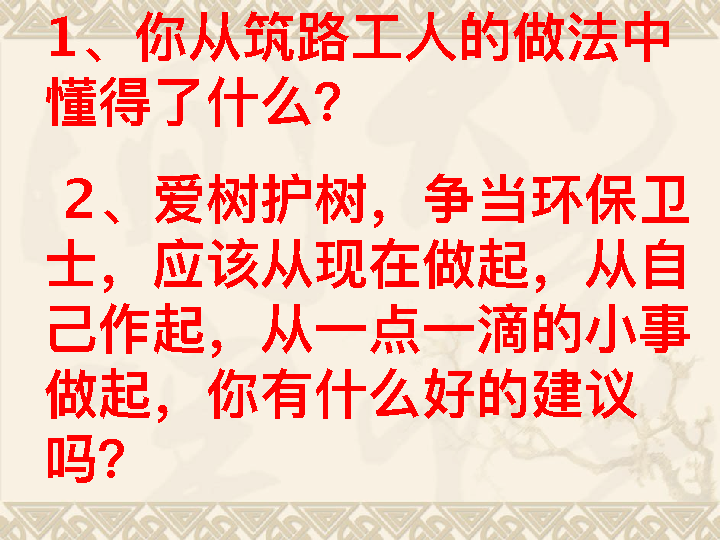 1、你从筑路工人的做法中
懂得了什么？
2、爱树护树，争当环保卫
士，应该从现在做起，从自
己作起，从一点一滴的小事
做起，你有什么好的建议
吗？